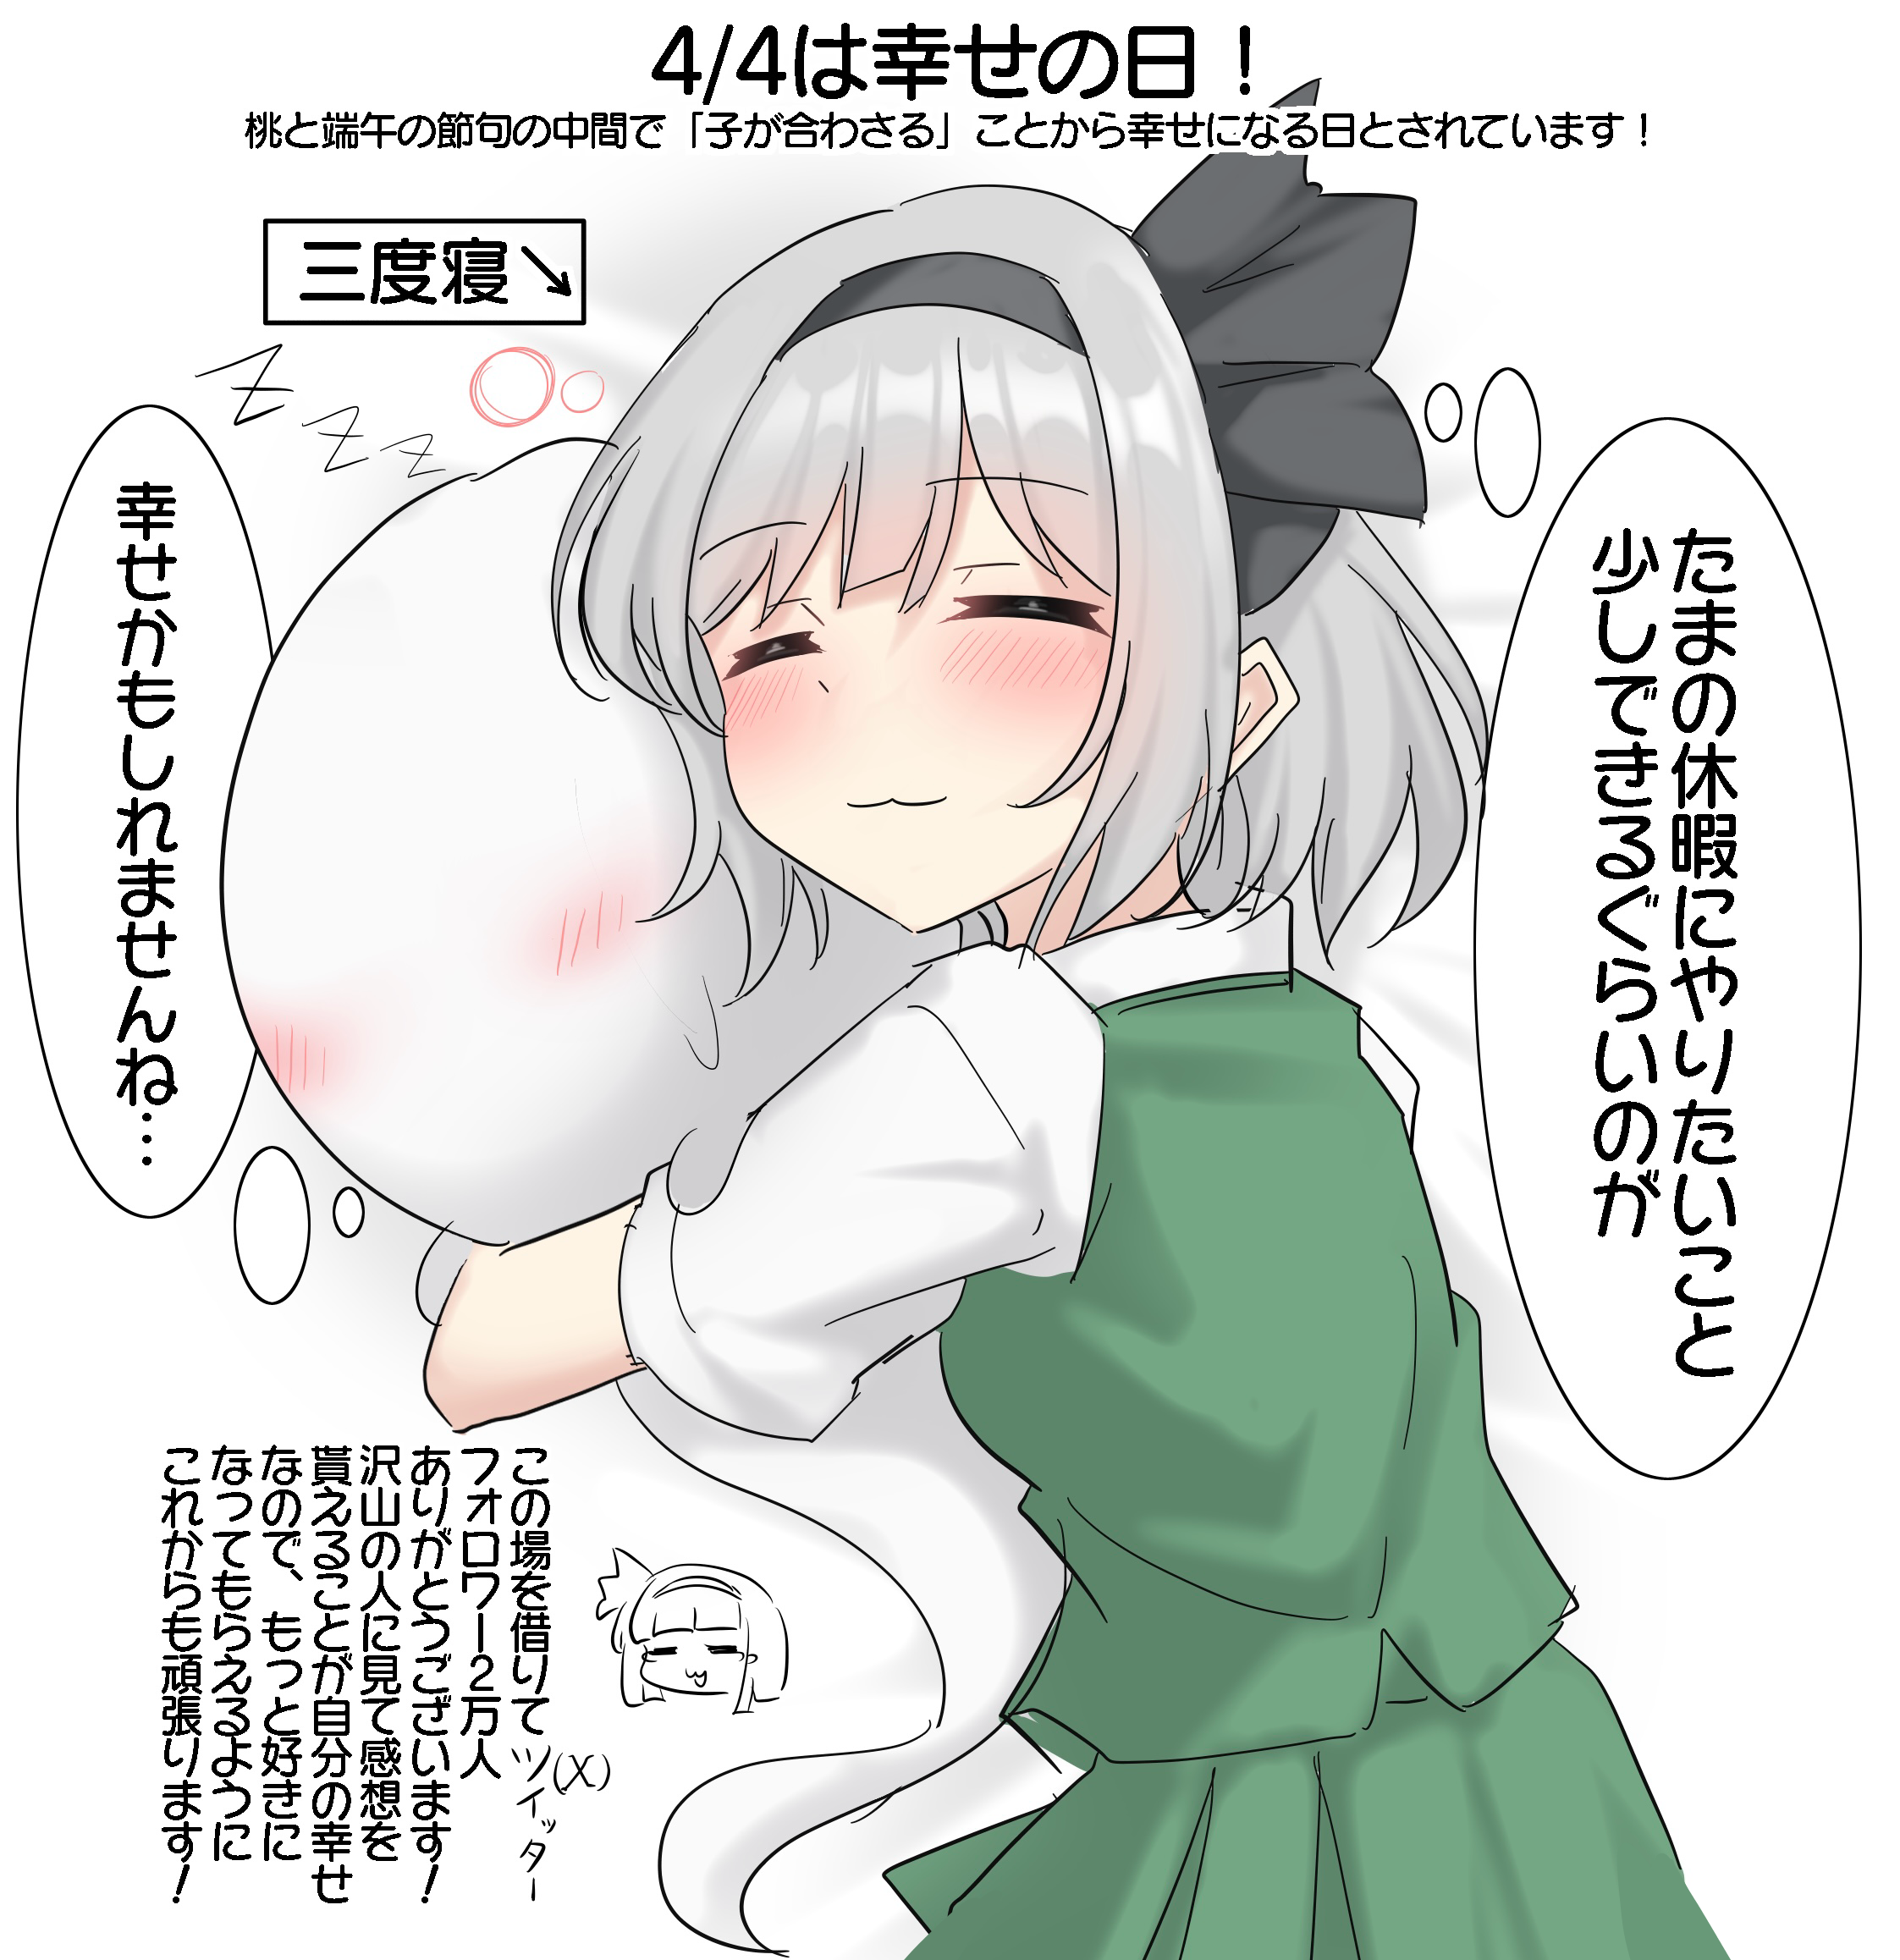 4/4は幸せの日！
桃と端午の節句の中間で「子が合わさる」ことから幸せになる日とされています！
三度寝↘
zzz
たまの休暇にやりたいこと
少しできるぐらいのが
幸せかもしれませんね…
この場を借りてツイッター(X)
フォロワー2万人
ありがとうございます！
沢山の人に見て感想を
貰えることが自分の幸せ
なので、もっと好きに
なってもらえるように
これからも頑張ります！